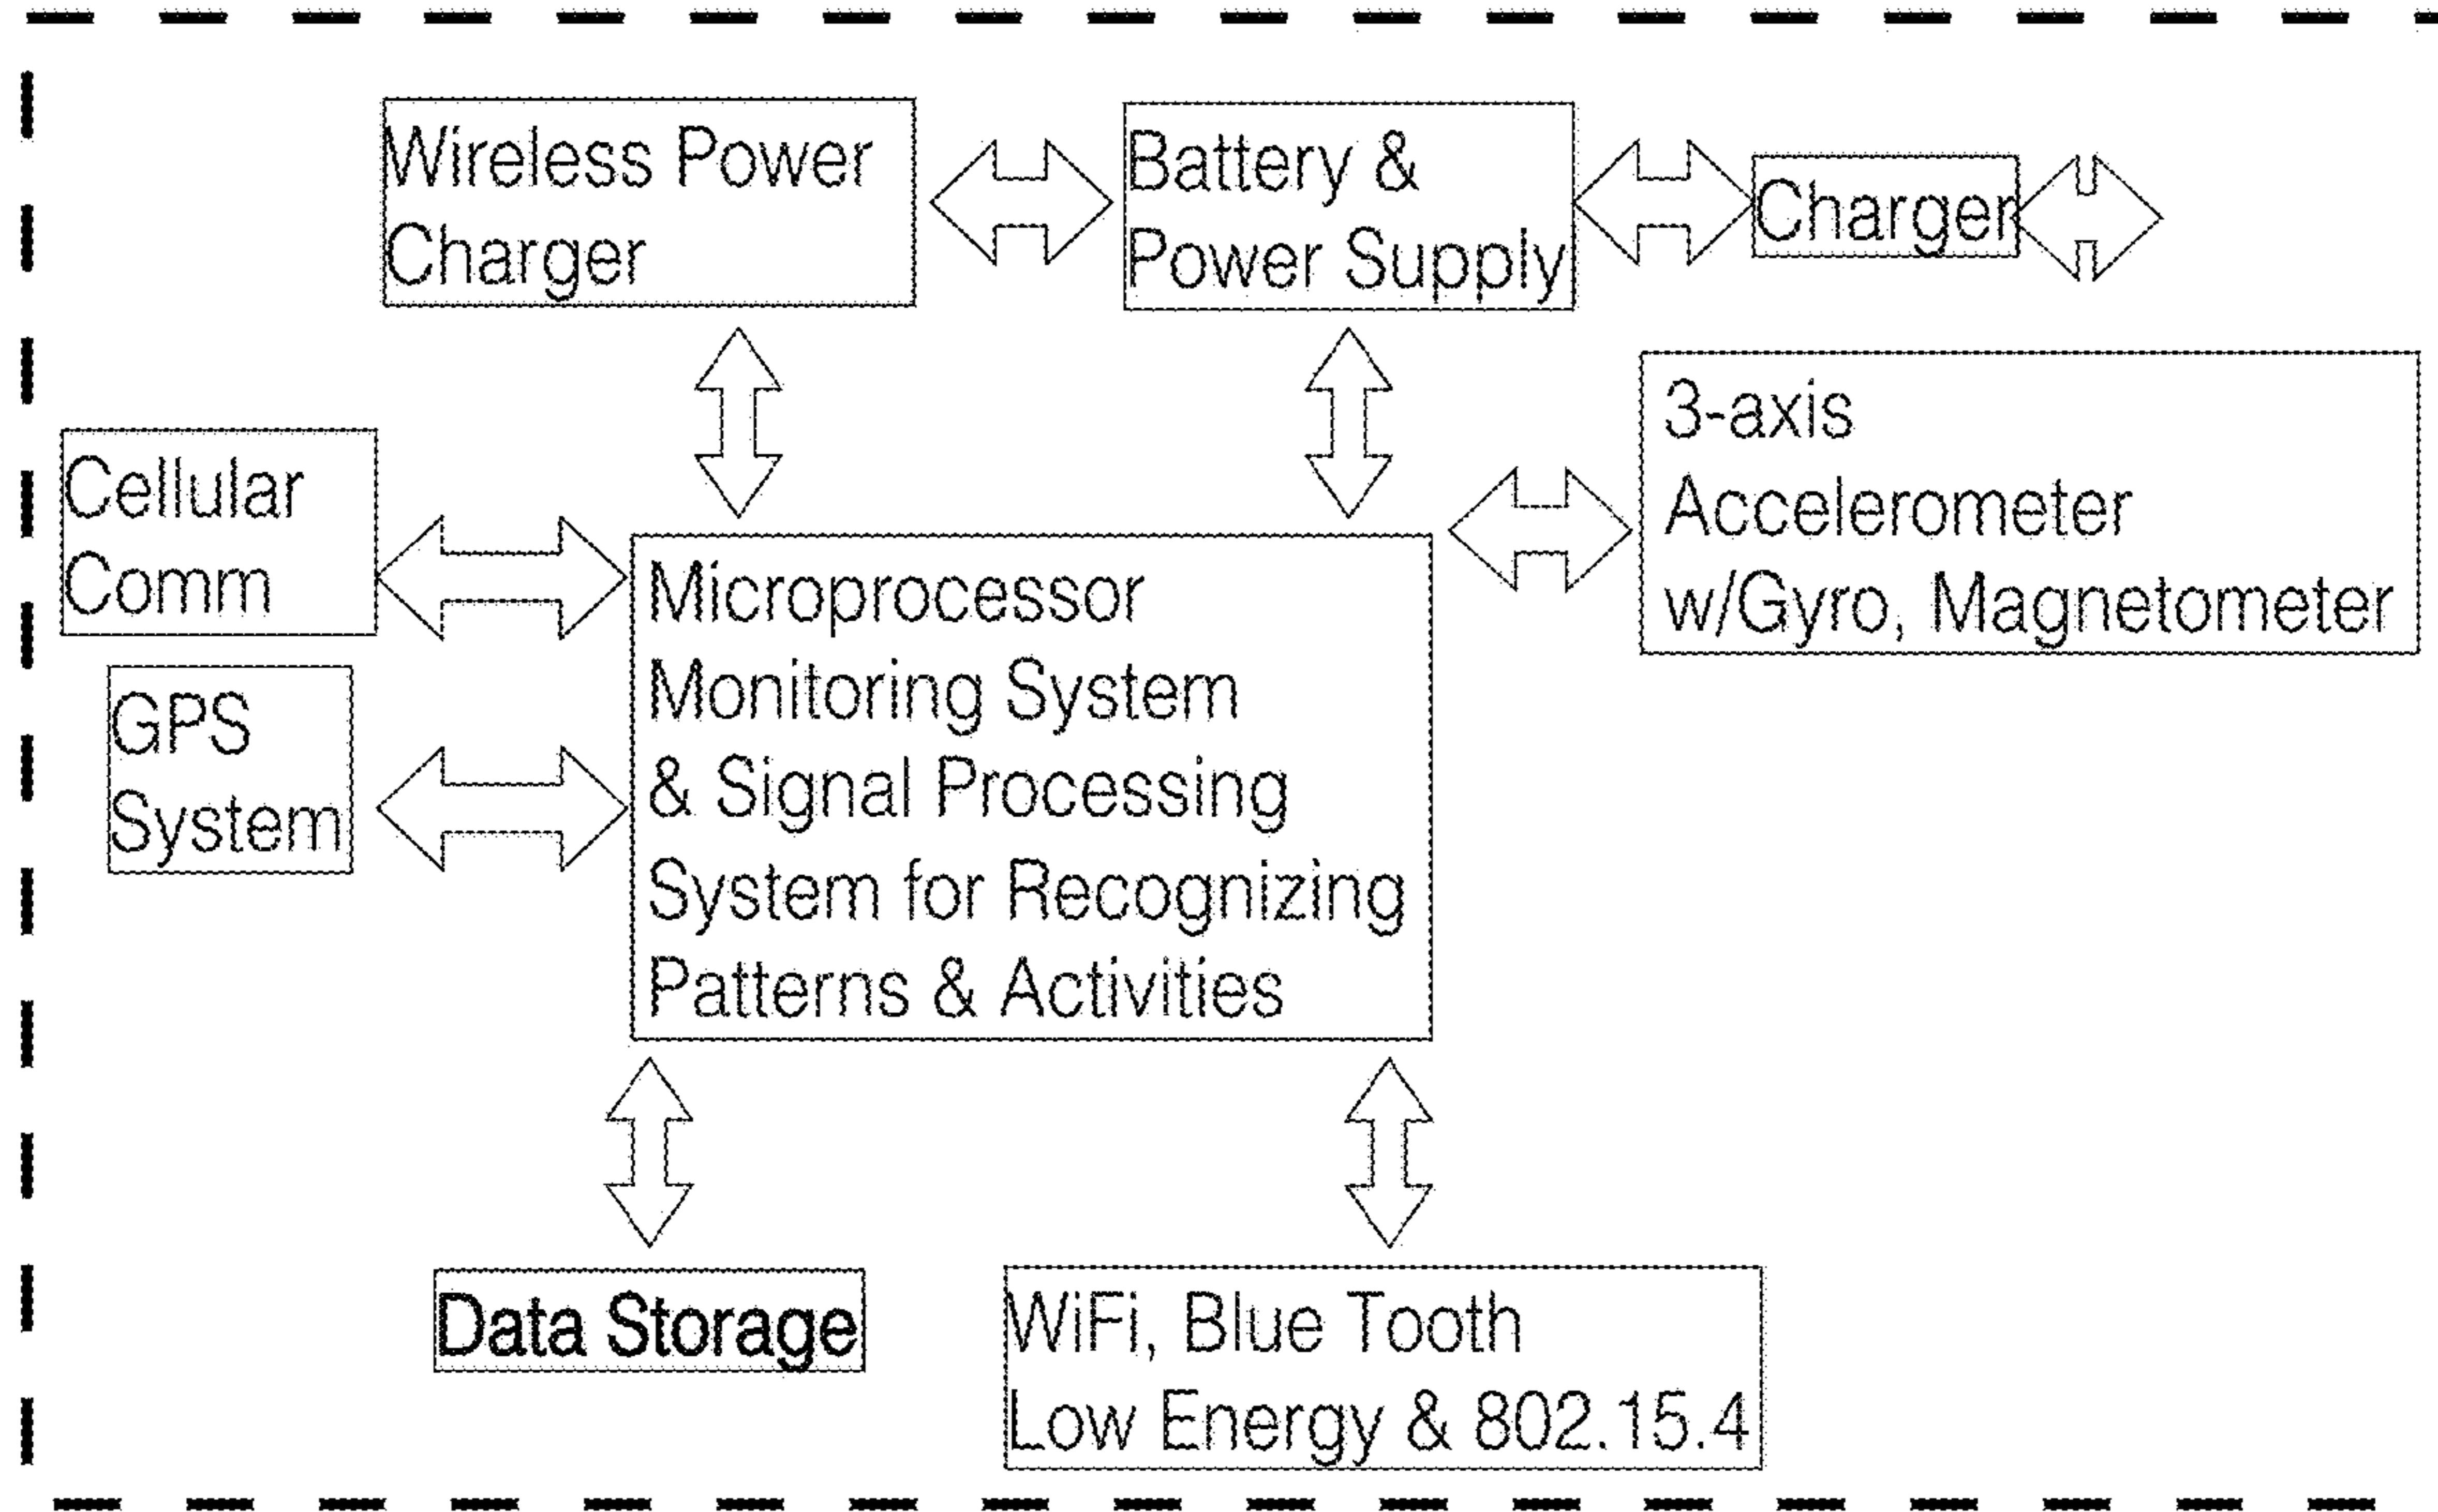 Wireless Power
Charger
Battery &
Power Supply
Charger
3-axis
Accelerometer
w/Gyro, Magnetometer
Cellular
Comm
GPS
System
Microprocessor
Monitoring System
& Signal Processing
System for Recognizing
Patterns & Activities
Data Storage
WiFi, Blue Tooth
Low Energy & 802.15.4